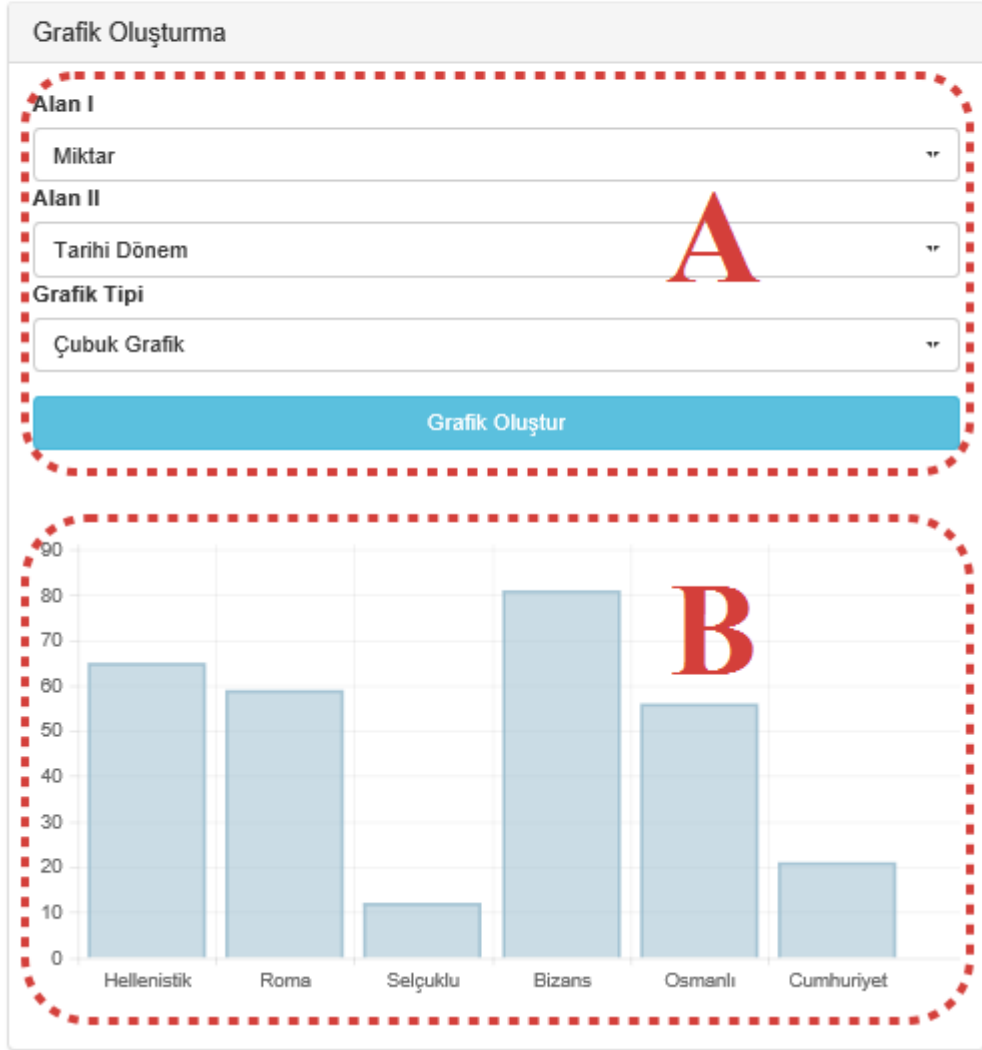 Grafik Oluşturma
Alan I
Miktar
Alan II
Tarihi Dönem
A
Grafik Tipi
Çubuk Grafik
Grafik Oluştur
90
80
B
70
60
50
40
30
20
10
0
Hellenistik Roma Selçuklu Bizans Osmanlı Cumhuriyet